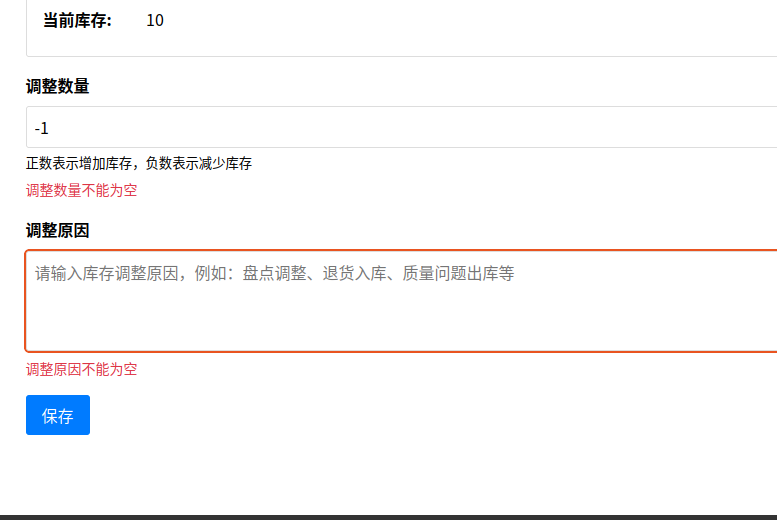 当前库存: 10
调整数量
-1
正数表示增加库存，负数表示减少库存
调整数量不能为空
调整原因
请输入库存调整原因，例如：盘点调整、退货入库、质量问题出库等
调整原因不能为空
保存